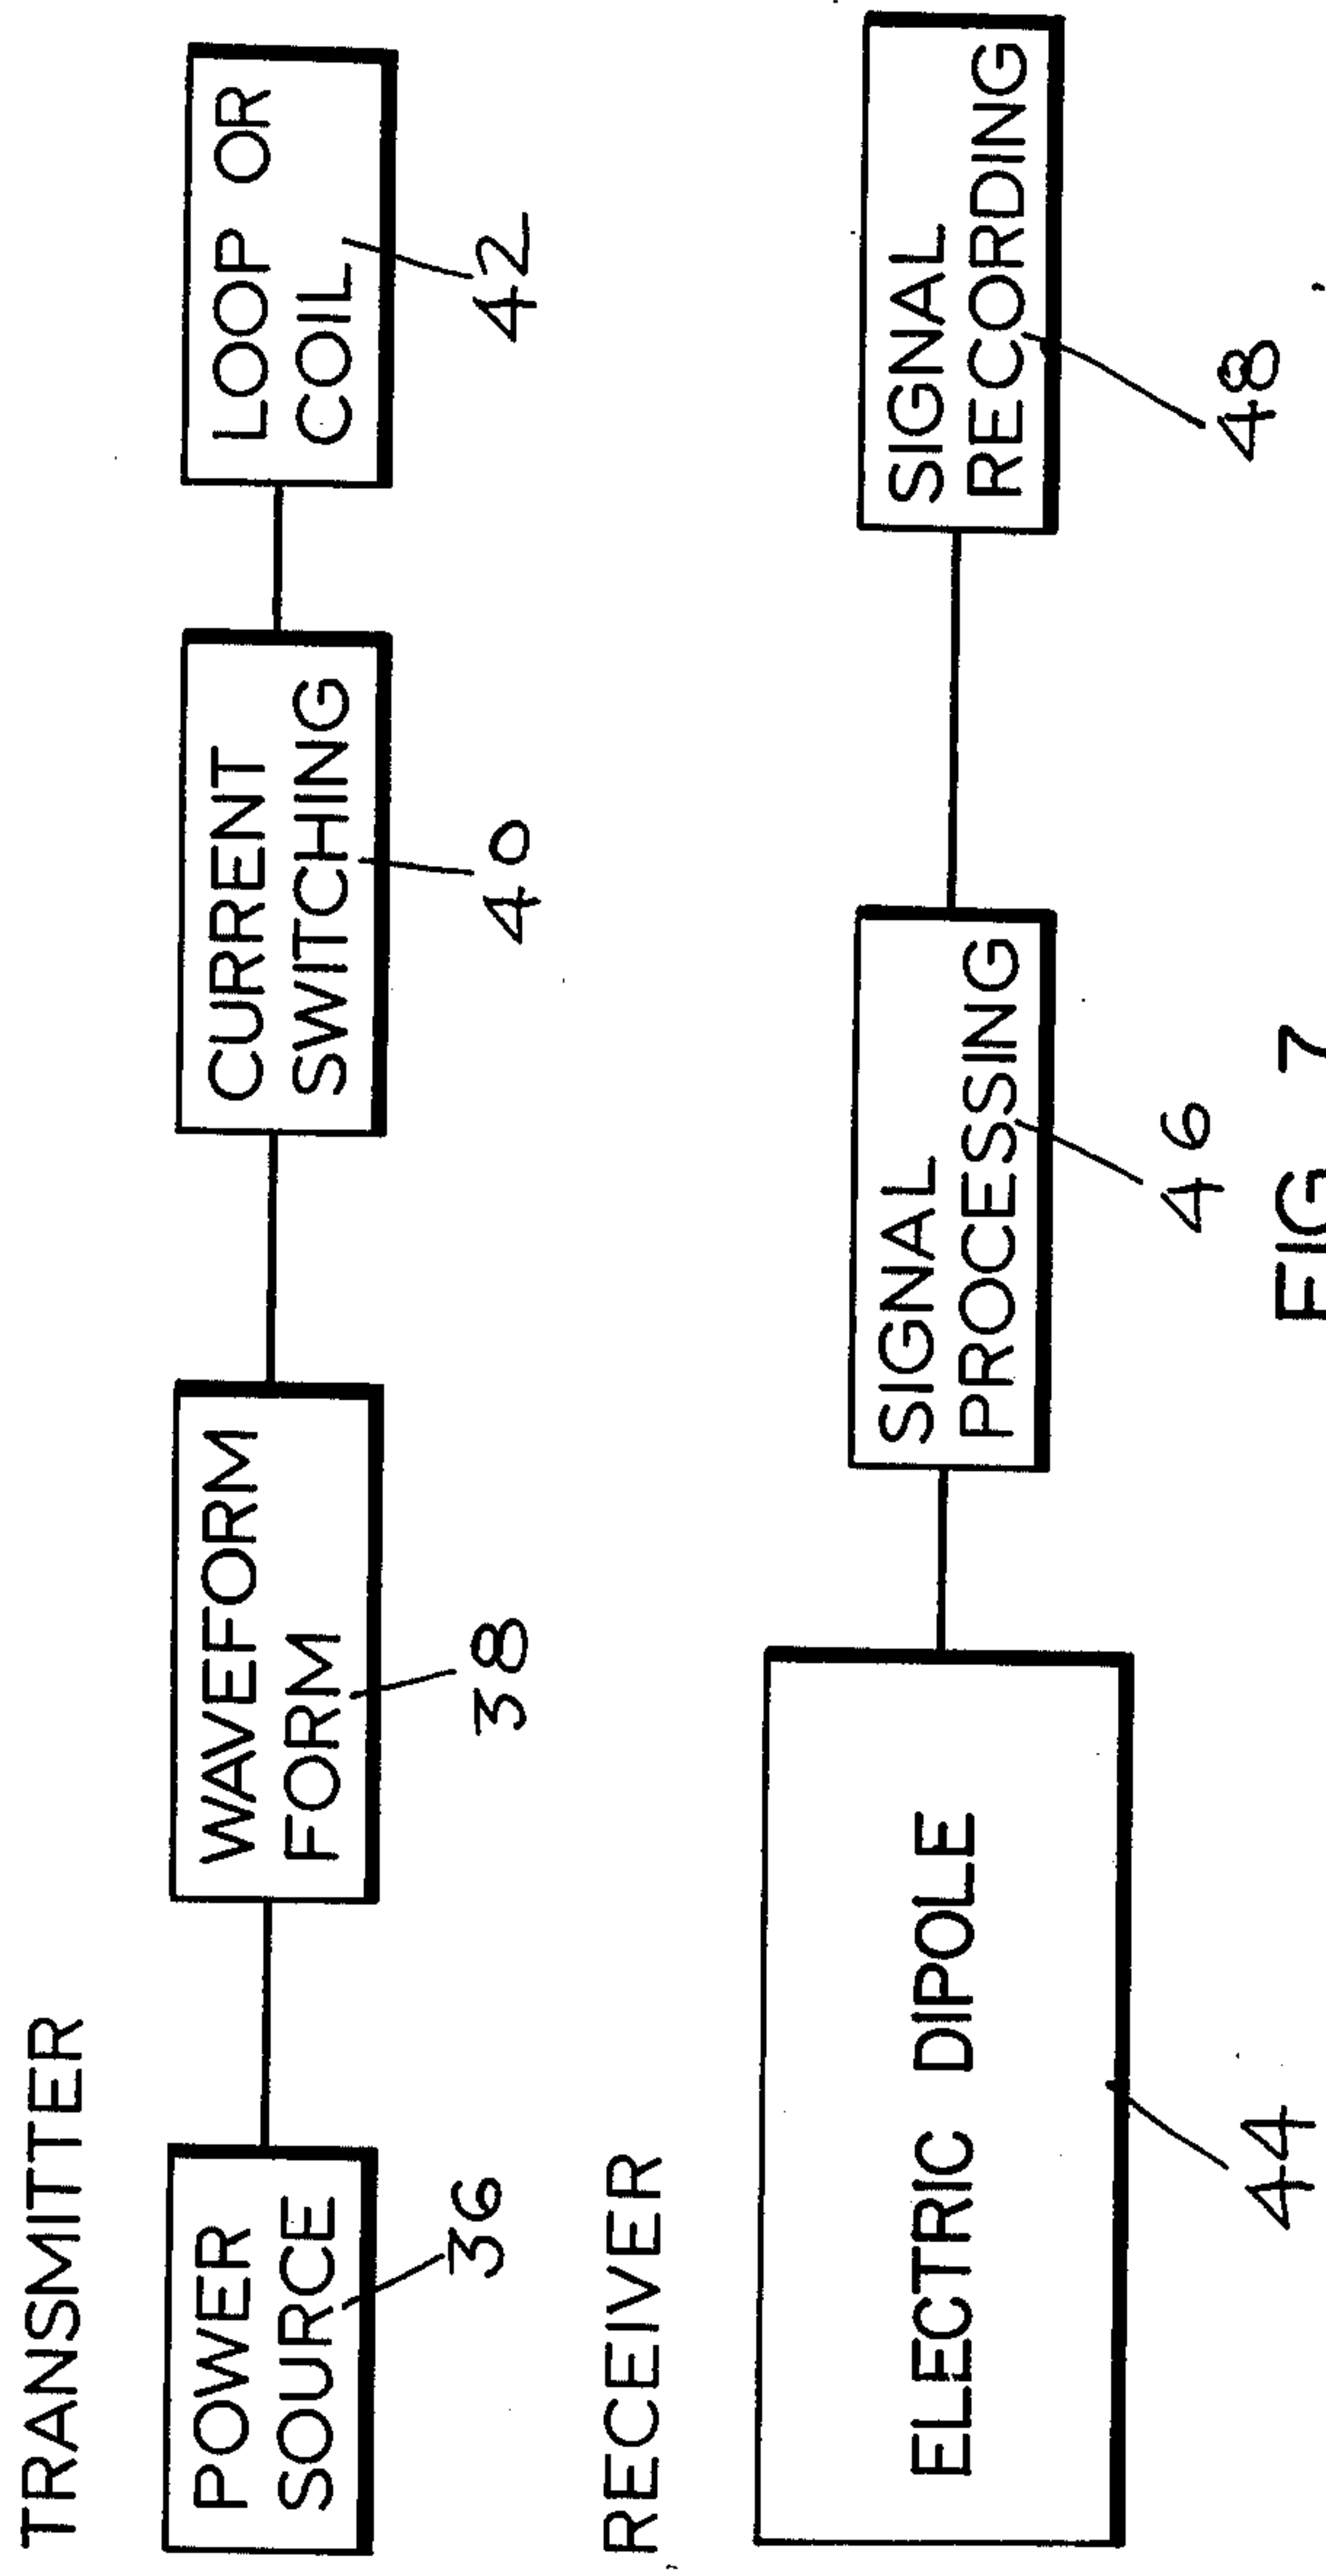 TRANSMITTER
POWER
SOURCE
36
WAVEFORM
FORM
38
CURRENT
SWITCHING
40
LOOP OR
COIL
42
RECEIVER
ELECTRIC DIPOLE
44
SIGNAL
PROCESSING
46
SIGNAL
RECORDING
48
FIG 7